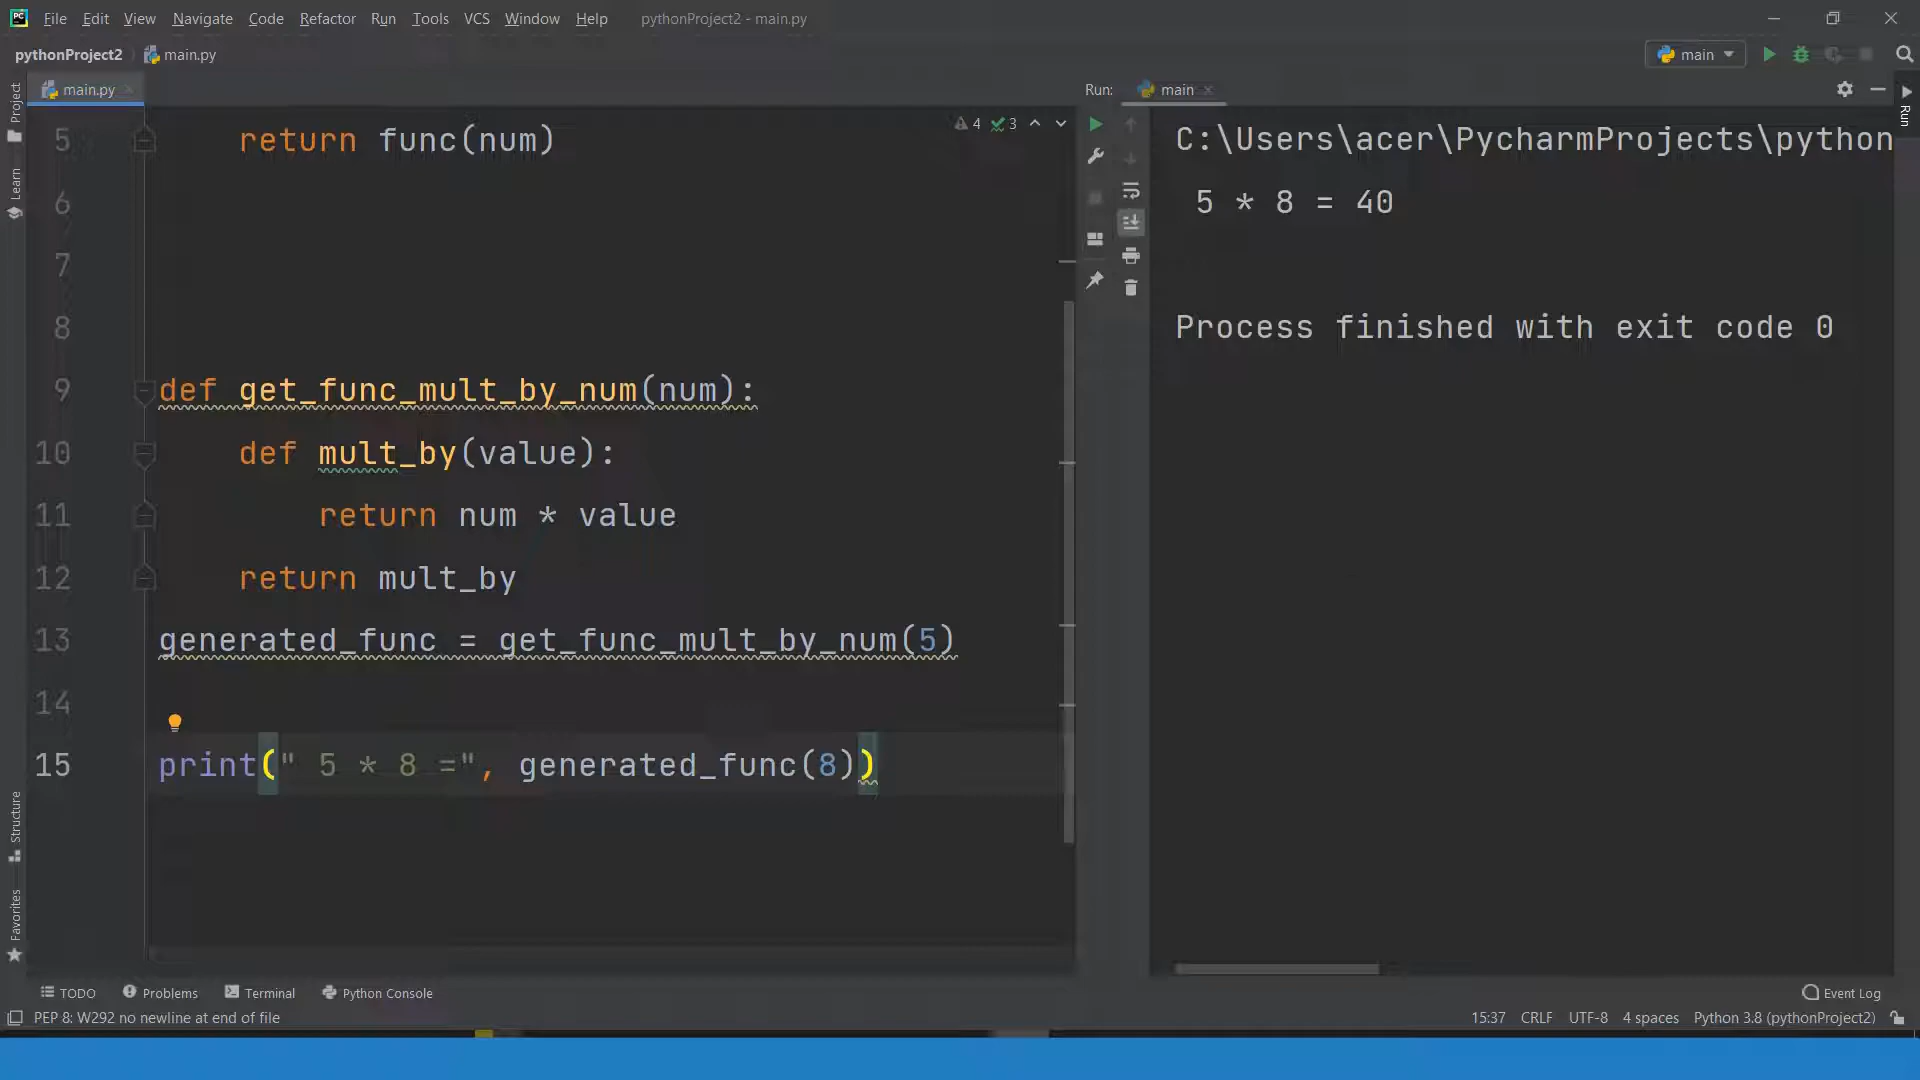 File Edit View Navigate Code Refactor Run Tools VCS Window Help pythonProject2 - main.py
pythonProject2 main.py
main
main.py
Run: main
Project
Learn
Structure
Favorites
Run
4 3
5 return func(num)
6
7
8
9 def get_func_mult_by_num(num):
10 def mult_by(value):
11 return num * value
12 return mult_by
13 generated_func = get_func_mult_by_num(5)
14
15 print(" 5 * 8 =", generated_func(8))
C:\Users\acer\PycharmProjects\python
5 * 8 = 40
Process finished with exit code 0
TODO Problems Terminal Python Console Event Log
PEP 8: W292 no newline at end of file 15:37 CRLF UTF-8 4 spaces Python 3.8 (pythonProject2)